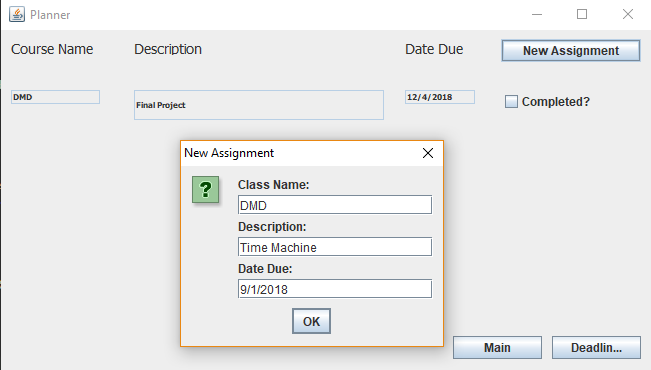 Planner
Course Name Description Date Due New Assignment
DMD Final Project 12/4/2018 Completed?
New Assignment
?
Class Name:
DMD
Description:
Time Machine
Date Due:
9/1/2018
OK
Main Deadlin...